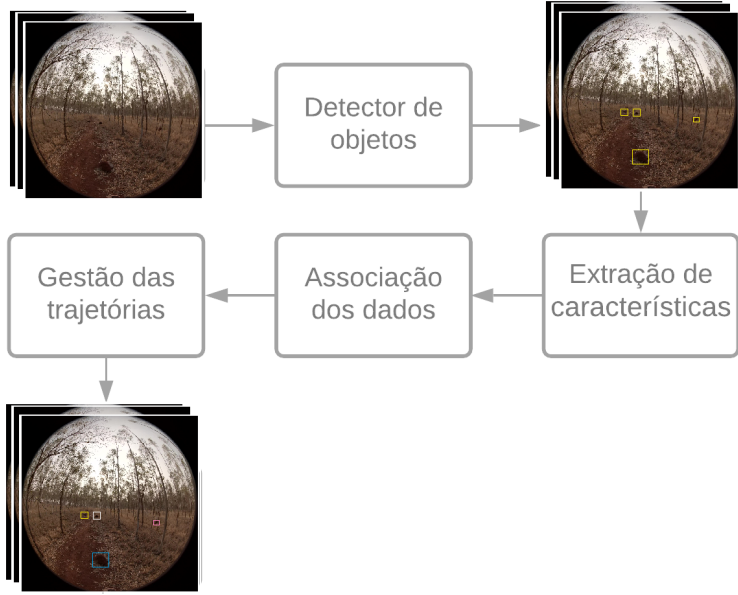 Detector de
objetos
Extração de
características
Associação
dos dados
Gestão das
trajetórias